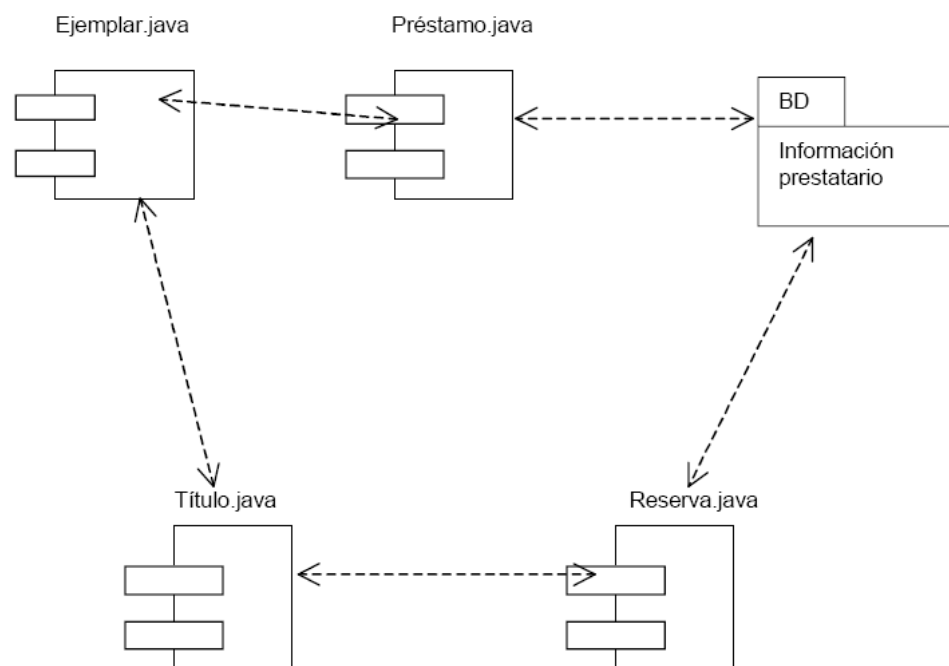 Ejemplar.java
Préstamo.java
BD
Información
prestatario
Título.java
Reserva.java